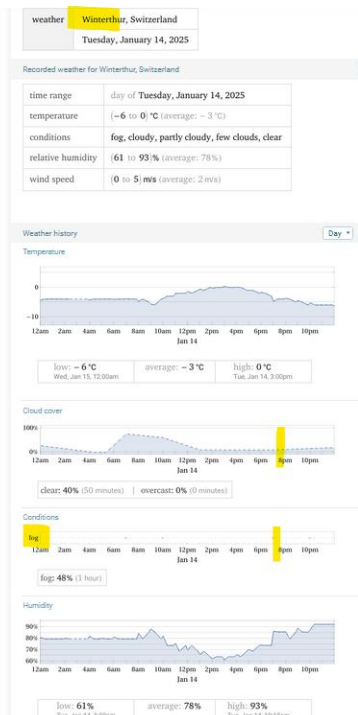 weather
Winterthur, Switzerland
Tuesday, January 14, 2025
Recorded weather for Winterthur, Switzerland
time range day of Tuesday, January 14, 2025
temperature (−6 to 0) °C (average: −3 °C)
conditions fog, cloudy, partly cloudy, few clouds, clear
relative humidity (61 to 93)% (average: 78%)
wind speed (0 to 5) m/s (average: 2 m/s)
Weather history Day
Temperature
0
−10
12am 2am 4am 6am 8am 10am 12pm 2pm 4pm 6pm 8pm 10pm
Jan 14
low: −6 °C average: −3 °C high: 0 °C
Wed, Jan 15, 12:00am Tue, Jan 14, 3:00pm
Cloud cover
100%
0%
12am 2am 4am 6am 8am 10am 12pm 2pm 4pm 6pm 8pm 10pm
Jan 14
clear: 40% (50 minutes) | overcast: 0% (0 minutes)
Conditions
fog
12am 2am 4am 6am 8am 10am 12pm 2pm 4pm 6pm 8pm 10pm
Jan 14
fog: 48% (1 hour)
Humidity
90%
80%
70%
60%
12am 2am 4am 6am 8am 10am 12pm 2pm 4pm 6pm 8pm 10pm
Jan 14
low: 61% average: 78% high: 93%